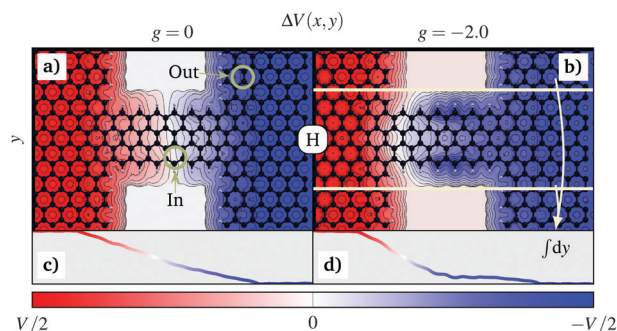 ΔV(x, y)
g = 0
g = −2.0
a)
Out
b)
y
H
In
c)
d)
∫dy
V/2
0
−V/2